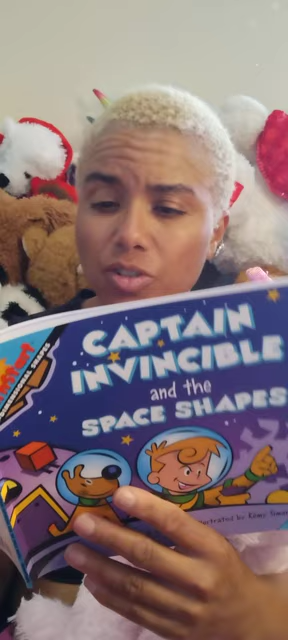 CAPTAIN
INVINCIBLE
and the
SPACE SHAPES
illustrated by